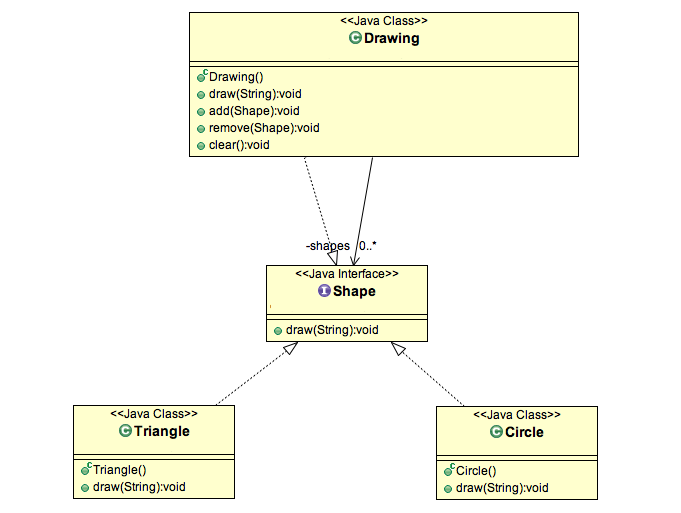 <<Java Class>>
Drawing
Drawing()
draw(String):void
add(Shape):void
remove(Shape):void
clear():void
-shapes 0..*
<<Java Interface>>
Shape
draw(String):void
<<Java Class>>
Triangle
Triangle()
draw(String):void
<<Java Class>>
Circle
Circle()
draw(String):void